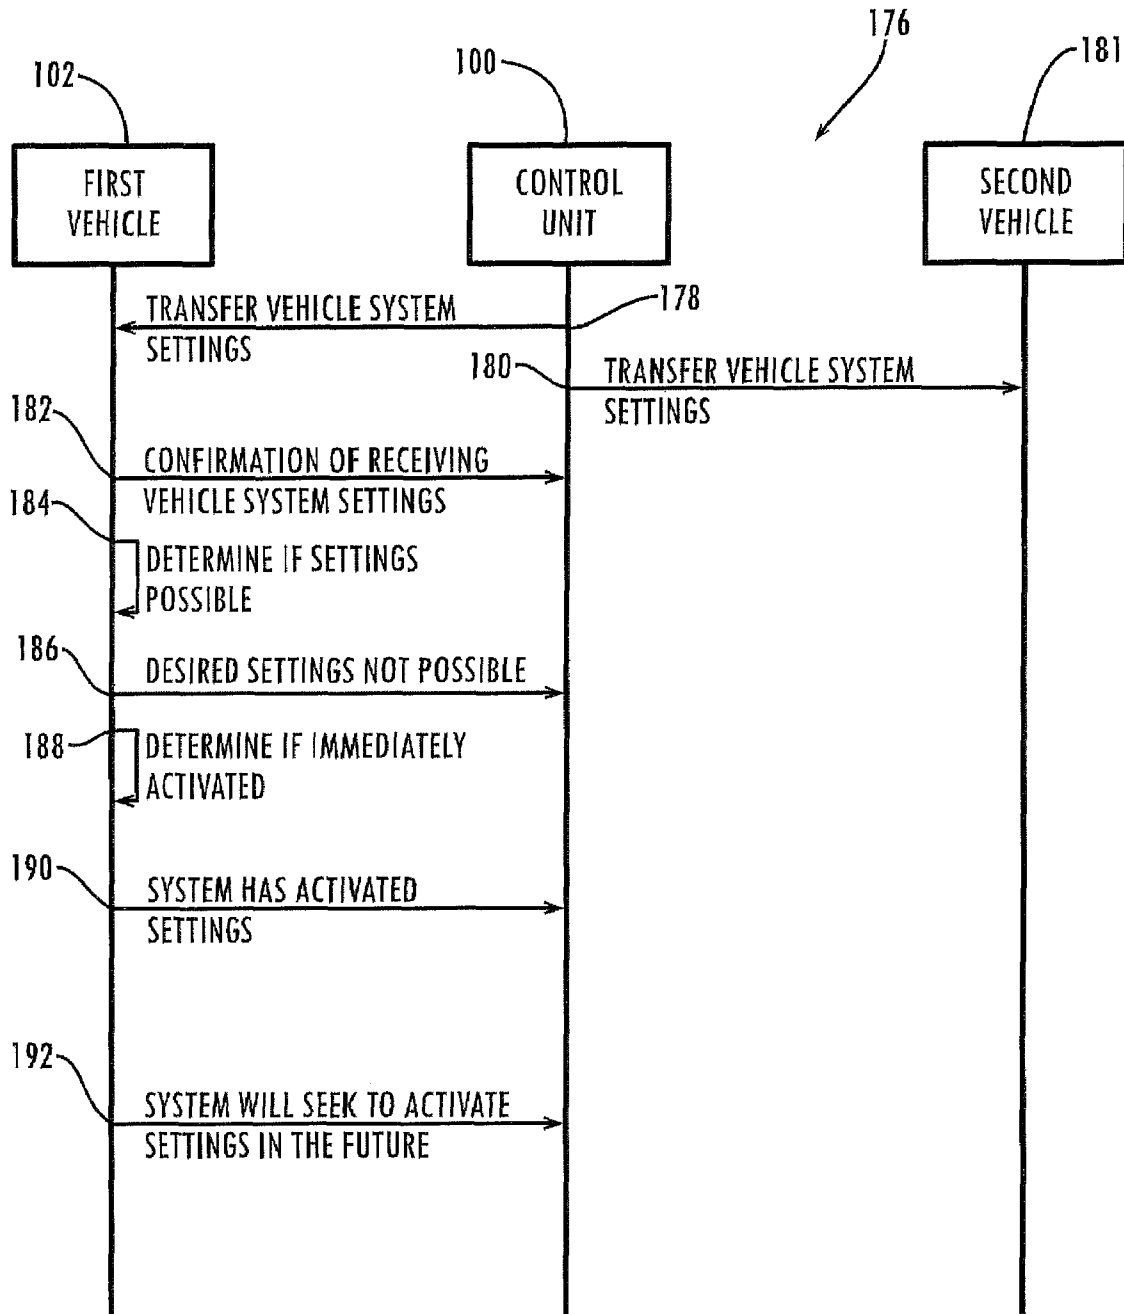 176
102
100
181
FIRST
VEHICLE
CONTROL
UNIT
SECOND
VEHICLE
TRANSFER VEHICLE SYSTEM
SETTINGS
178
180
TRANSFER VEHICLE SYSTEM
SETTINGS
182
CONFIRMATION OF RECEIVING
VEHICLE SYSTEM SETTINGS
184
DETERMINE IF SETTINGS
POSSIBLE
186
DESIRED SETTINGS NOT POSSIBLE
188
DETERMINE IF IMMEDIATELY
ACTIVATED
190
SYSTEM HAS ACTIVATED
SETTINGS
192
SYSTEM WILL SEEK TO ACTIVATE
SETTINGS IN THE FUTURE